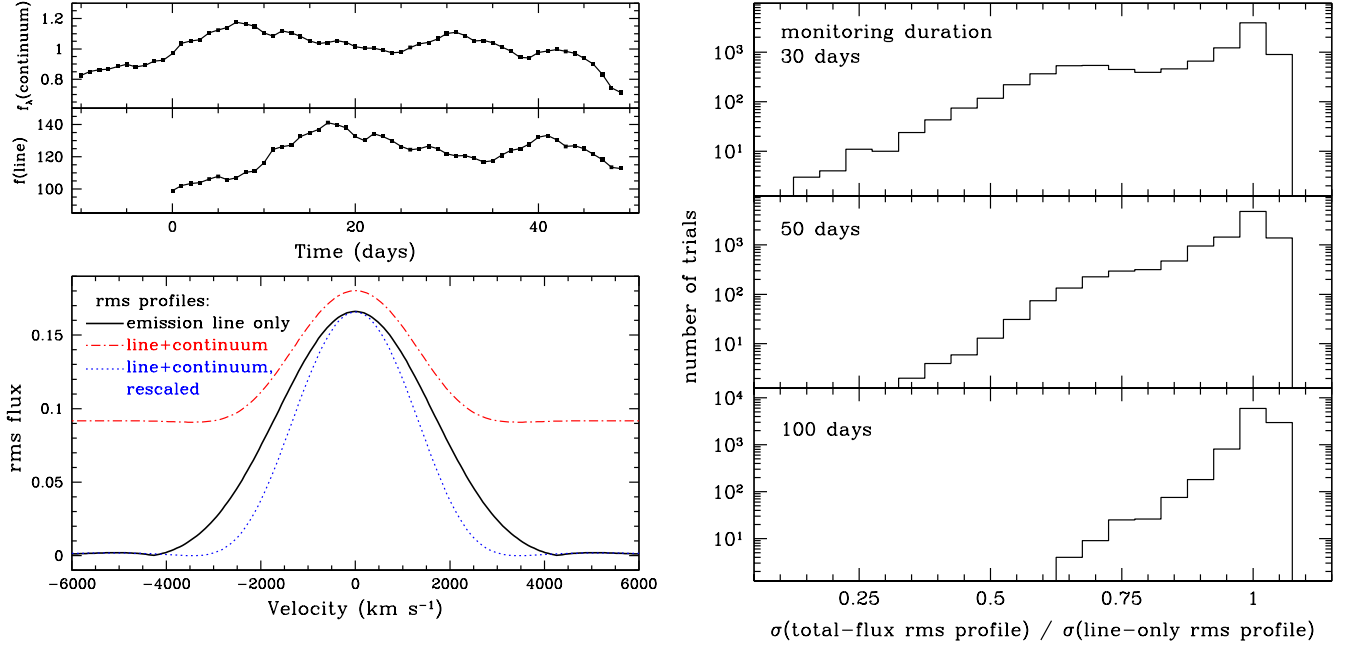 f_λ(continuum)
1.2
1
0.8
f(line)
140
120
100
0
20
40
Time (days)
rms flux
0.15
0.1
0.05
0
rms profiles:
emission line only
line+continuum
line+continuum,
rescaled
−6000
−4000
−2000
0
2000
4000
6000
Velocity (km s⁻¹)
number of trials
monitoring duration
30 days
10³
10²
10¹
50 days
10³
10²
10¹
100 days
10⁴
10³
10²
10¹
0.25
0.5
0.75
1
σ(total−flux rms profile) / σ(line−only rms profile)